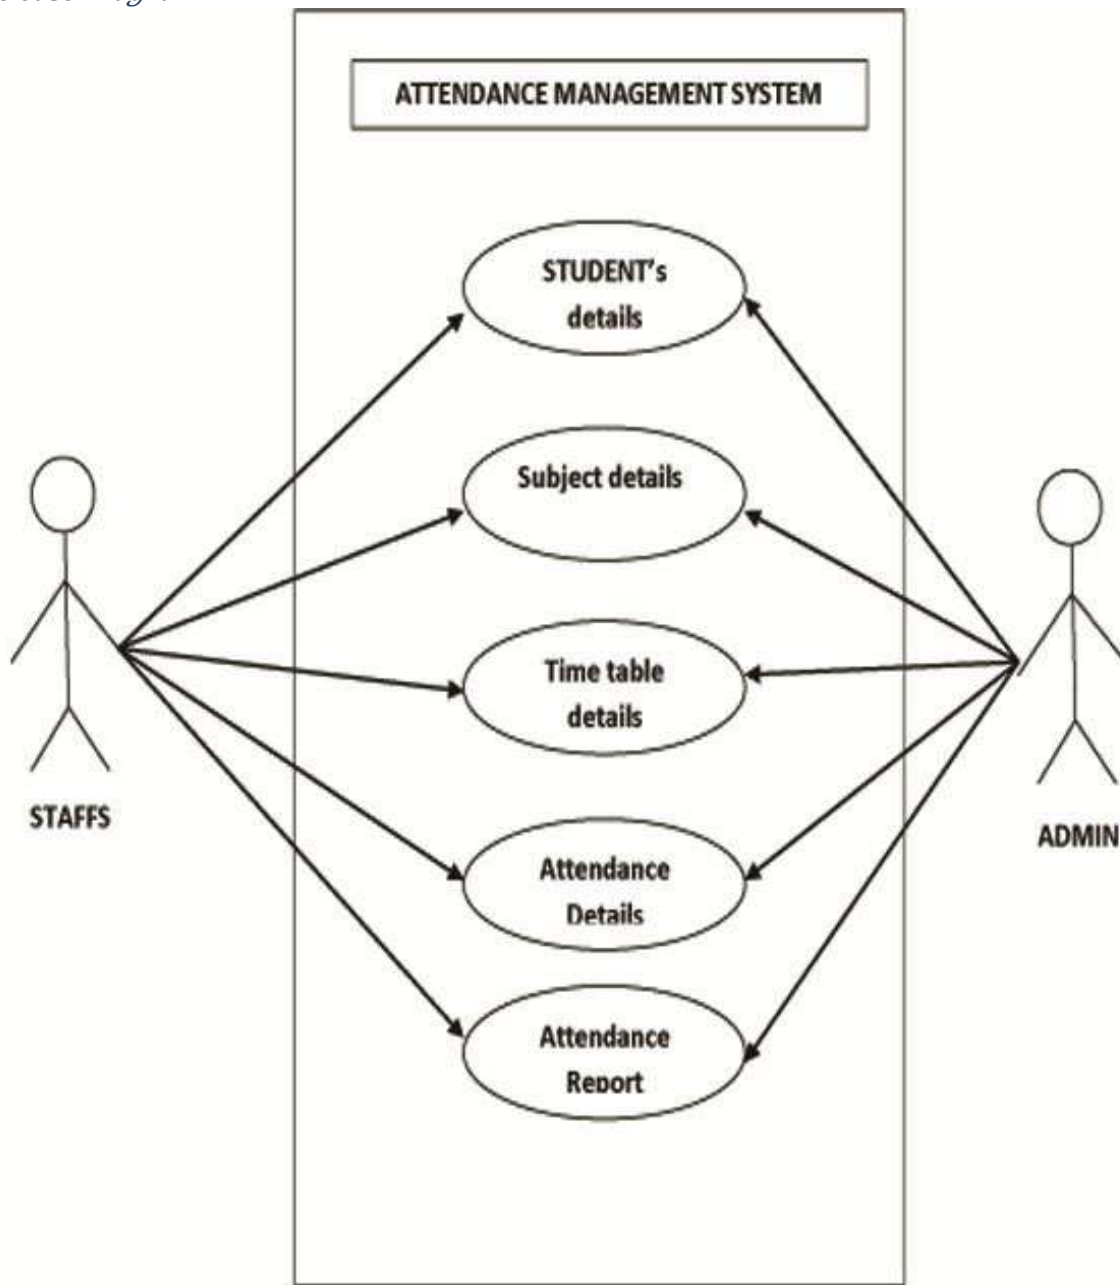 ATTENDANCE MANAGEMENT SYSTEM
STUDENT's
details
Subject details
Time table
details
STAFFS
ADMIN
Attendance
Details
Attendance
Report